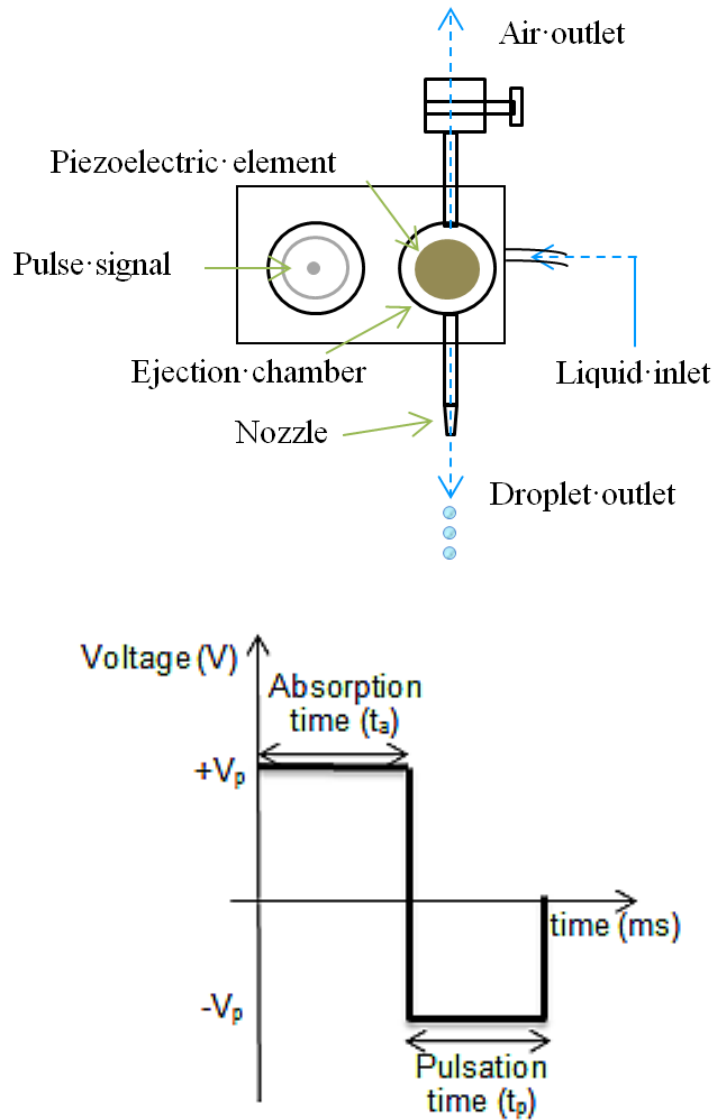 Air·outlet
Piezoelectric·element
Pulse·signal
Ejection·chamber
Liquid·inlet
Nozzle
Droplet·outlet
Voltage (V)
Absorption
time (tₐ)
+Vₚ
time (ms)
-Vₚ
Pulsation
time (tₚ)